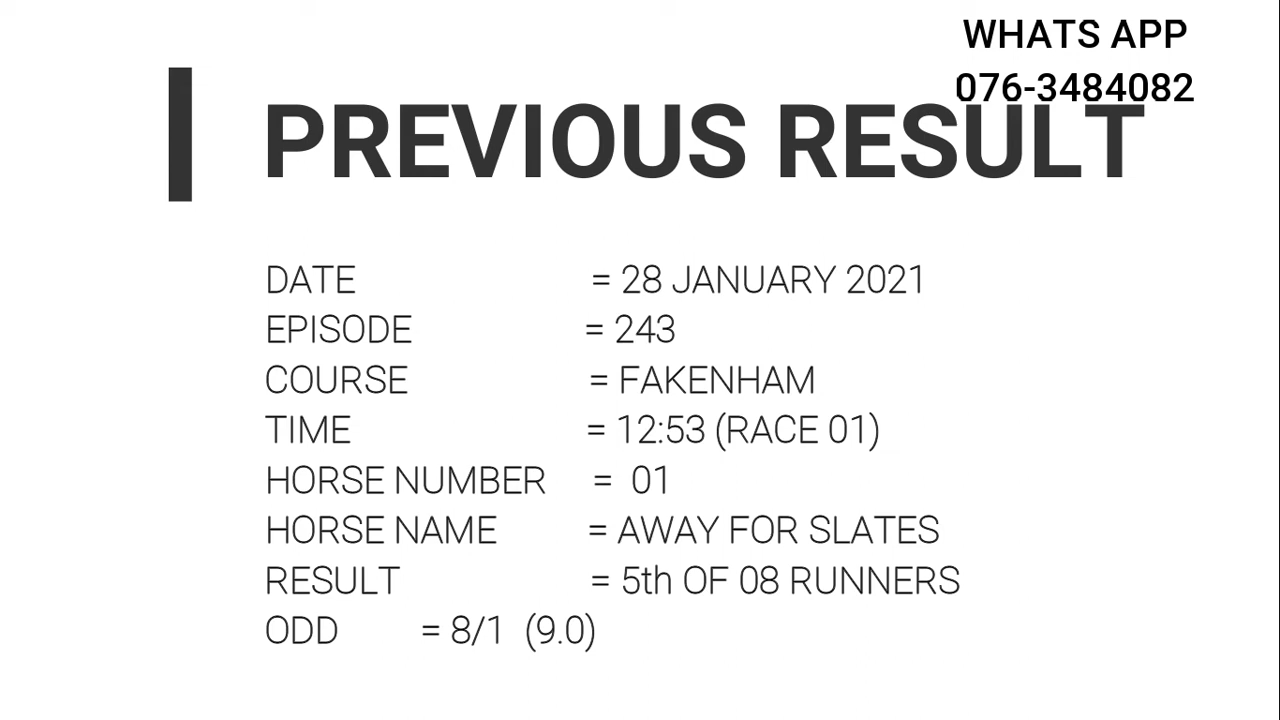 WHATS APP
076-3484082
PREVIOUS RESULT
DATE = 28 JANUARY 2021
EPISODE = 243
COURSE = FAKENHAM
TIME = 12:53 (RACE 01)
HORSE NUMBER = 01
HORSE NAME = AWAY FOR SLATES
RESULT = 5th OF 08 RUNNERS
ODD = 8/1 (9.0)